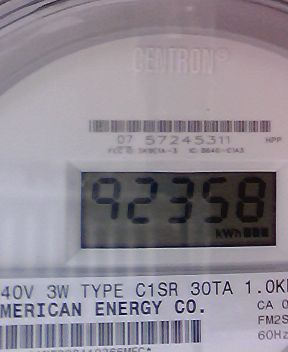 CENTRON®
07 57245311 HPP
92358
kWh
40V 3W TYPE C1SR 30TA 1.0K
MERICAN ENERGY CO.
CA 0
FM2S
60Hz